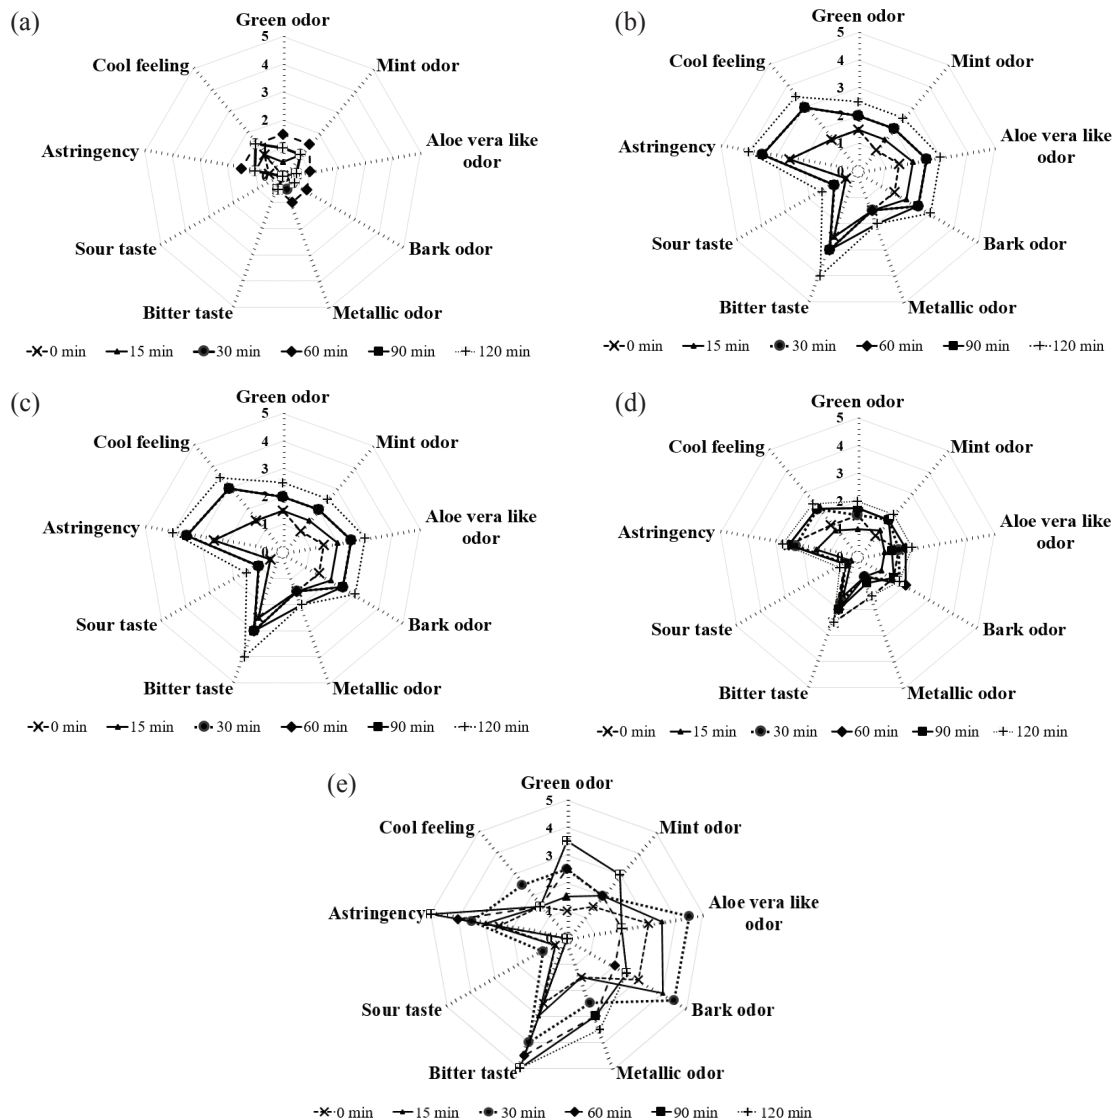 (a)
Green odor
Cool feeling
Mint odor
Astringency
Aloe vera like
odor
Sour taste
Bark odor
Bitter taste
Metallic odor
5
4
3
2
1
0
0 min 15 min 30 min 60 min 90 min 120 min
(b)
Green odor
Cool feeling
Mint odor
Astringency
Aloe vera like
odor
Sour taste
Bark odor
Bitter taste
Metallic odor
5
4
3
2
1
0
0 min 15 min 30 min 60 min 90 min 120 min
(c)
Green odor
Cool feeling
Mint odor
Astringency
Aloe vera like
odor
Sour taste
Bark odor
Bitter taste
Metallic odor
5
4
3
2
1
0
0 min 15 min 30 min 60 min 90 min 120 min
(d)
Green odor
Cool feeling
Mint odor
Astringency
Aloe vera like
odor
Sour taste
Bark odor
Bitter taste
Metallic odor
5
4
3
2
1
0
0 min 15 min 30 min 60 min 90 min 120 min
(e)
Green odor
Cool feeling
Mint odor
Astringency
Aloe vera like
odor
Sour taste
Bark odor
Bitter taste
Metallic odor
5
4
3
2
1
0
0 min 15 min 30 min 60 min 90 min 120 min